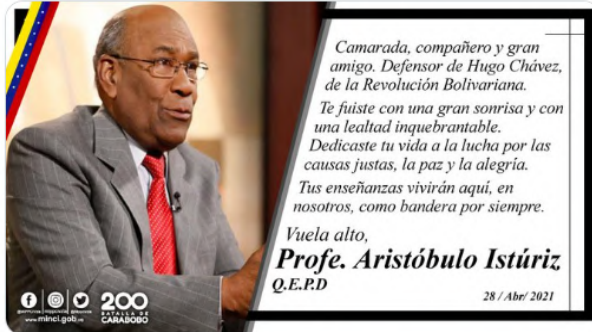 Camarada, compañero y gran
amigo. Defensor de Hugo Chávez,
de la Revolución Bolivariana.
Te fuiste con una gran sonrisa y con
una lealtad inquebrantable.
Dedicaste tu vida a la lucha por las
causas justas, la paz y la alegría.
Tus enseñanzas vivirán aquí, en
nosotros, como bandera por siempre.
Vuela alto,
Profe. Aristóbulo Istúriz
Q.E.P.D
28 / Abr/ 2021
200
BATALLA DE
CARABOBO
www.minci.gob.ve